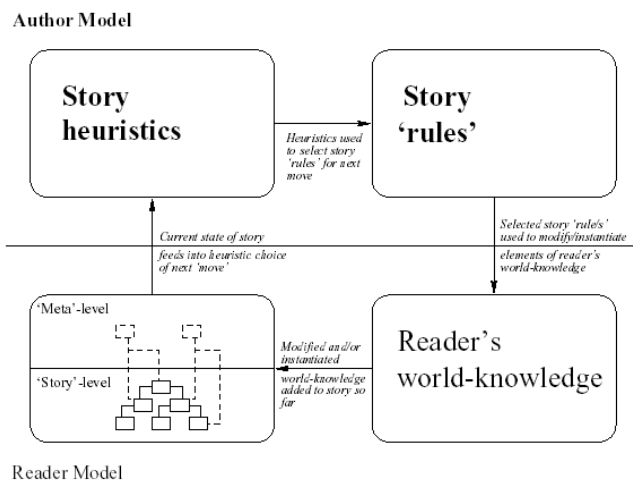 Author Model
Story
heuristics
Story
‘rules’
Heuristics used
to select story
‘rules’ for next
move
Current state of story
feeds into heuristic choice
of next ‘move’
Selected story ‘rule/s’
used to modify/instantiate
elements of reader's
world-knowledge
‘Meta’-level
‘Story’-level
Modified and/or
instantiated
world-knowledge
added to story so
far
Reader's
world-knowledge
Reader Model